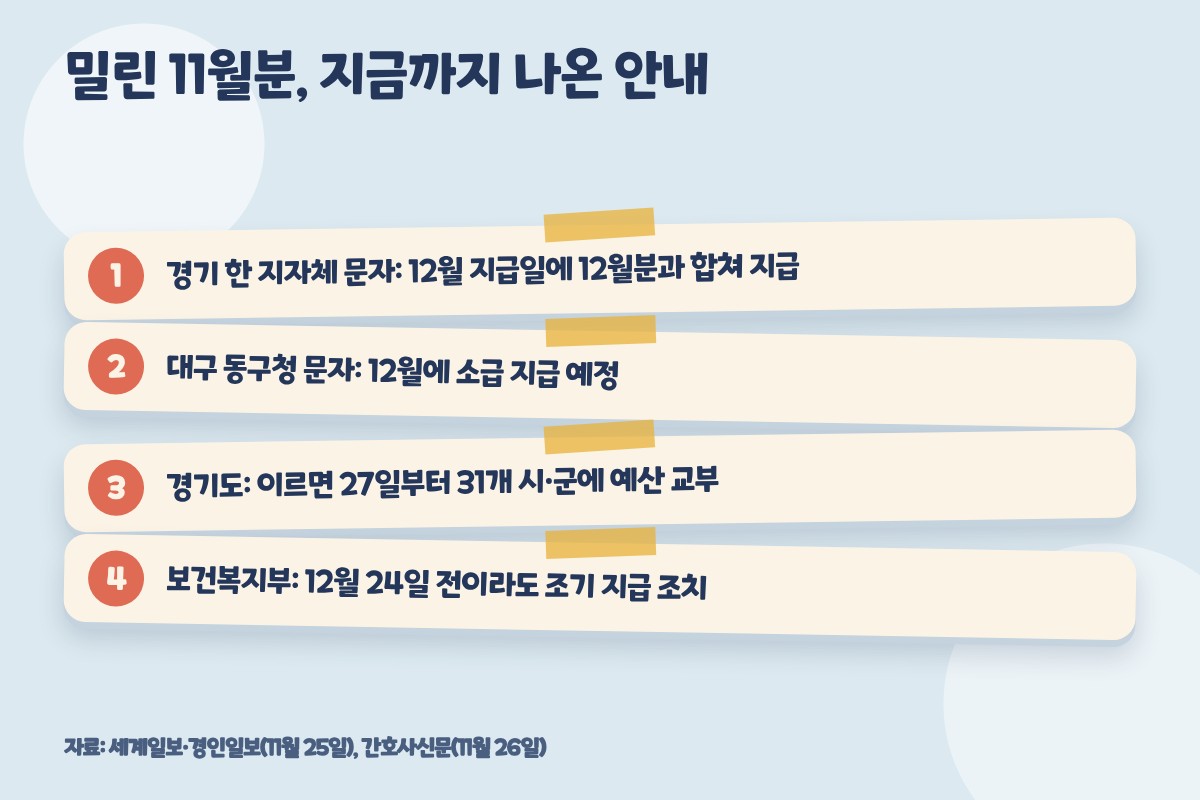 밀린 11월분, 지금까지 나온 안내
1 경기 한 지자체 문자: 12월 지급일에 12월분과 합쳐 지급
2 대구 동구청 문자: 12월에 소급 지급 예정
3 경기도: 이르면 27일부터 31개 시·군에 예산 교부
4 보건복지부: 12월 24일 전이라도 조기 지급 조치
자료: 세계일보·경인일보(11월 25일), 간호사신문(11월 26일)